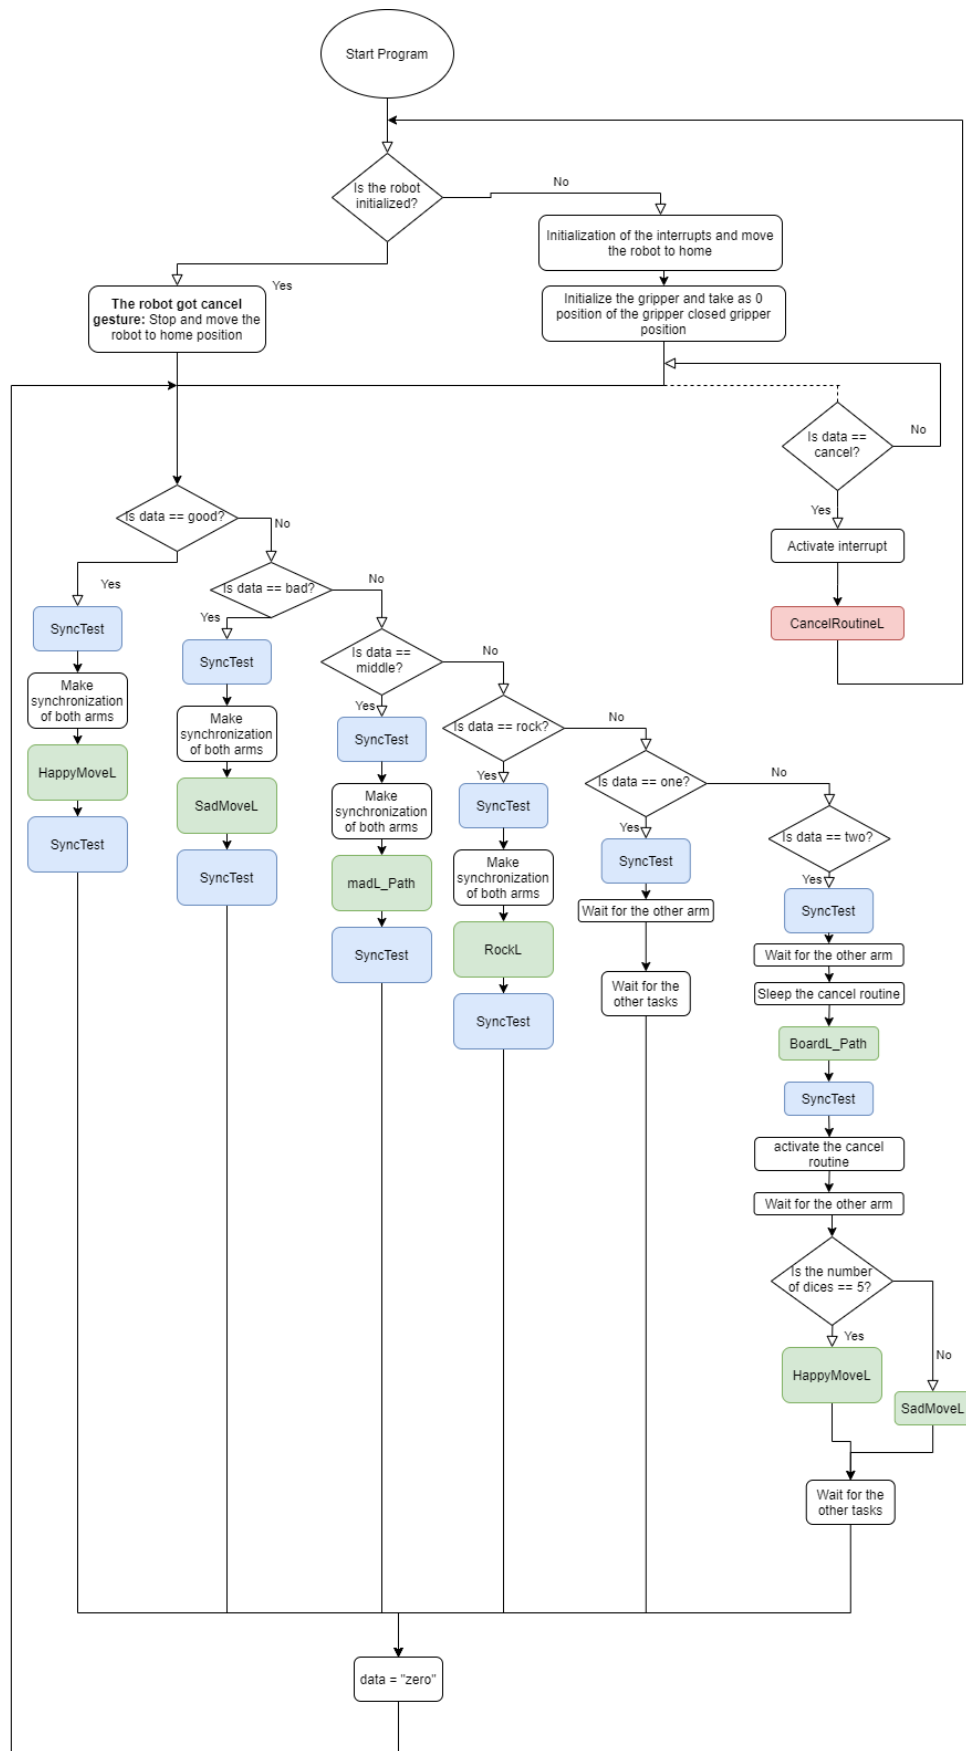 Start Program
Is the robot
initialized?
No
Yes
Initialization of the interrupts and move
the robot to home
The robot got cancel
gesture: Stop and move the
robot to home position
Initialize the gripper and take as 0
position of the gripper closed gripper
position
Is data ==
cancel?
No
Yes
Activate interrupt
CancelRoutineL
Is data == good?
No
Yes
SyncTest
Make
synchronization
of both arms
HappyMoveL
SyncTest
Is data == bad?
No
Yes
SyncTest
Make
synchronization
of both arms
SadMoveL
SyncTest
Is data ==
middle?
No
Yes
SyncTest
Make
synchronization
of both arms
madL_Path
SyncTest
Is data == rock?
No
Yes
SyncTest
Make
synchronization
of both arms
RockL
SyncTest
Is data == one?
No
Yes
SyncTest
Wait for the other arm
Wait for the
other tasks
Is data == two?
Yes
SyncTest
Wait for the other arm
Sleep the cancel routine
BoardL_Path
SyncTest
activate the cancel
routine
Wait for the other arm
Is the number
of dices == 5?
Yes
No
HappyMoveL
SadMoveL
Wait for the
other tasks
data = "zero"